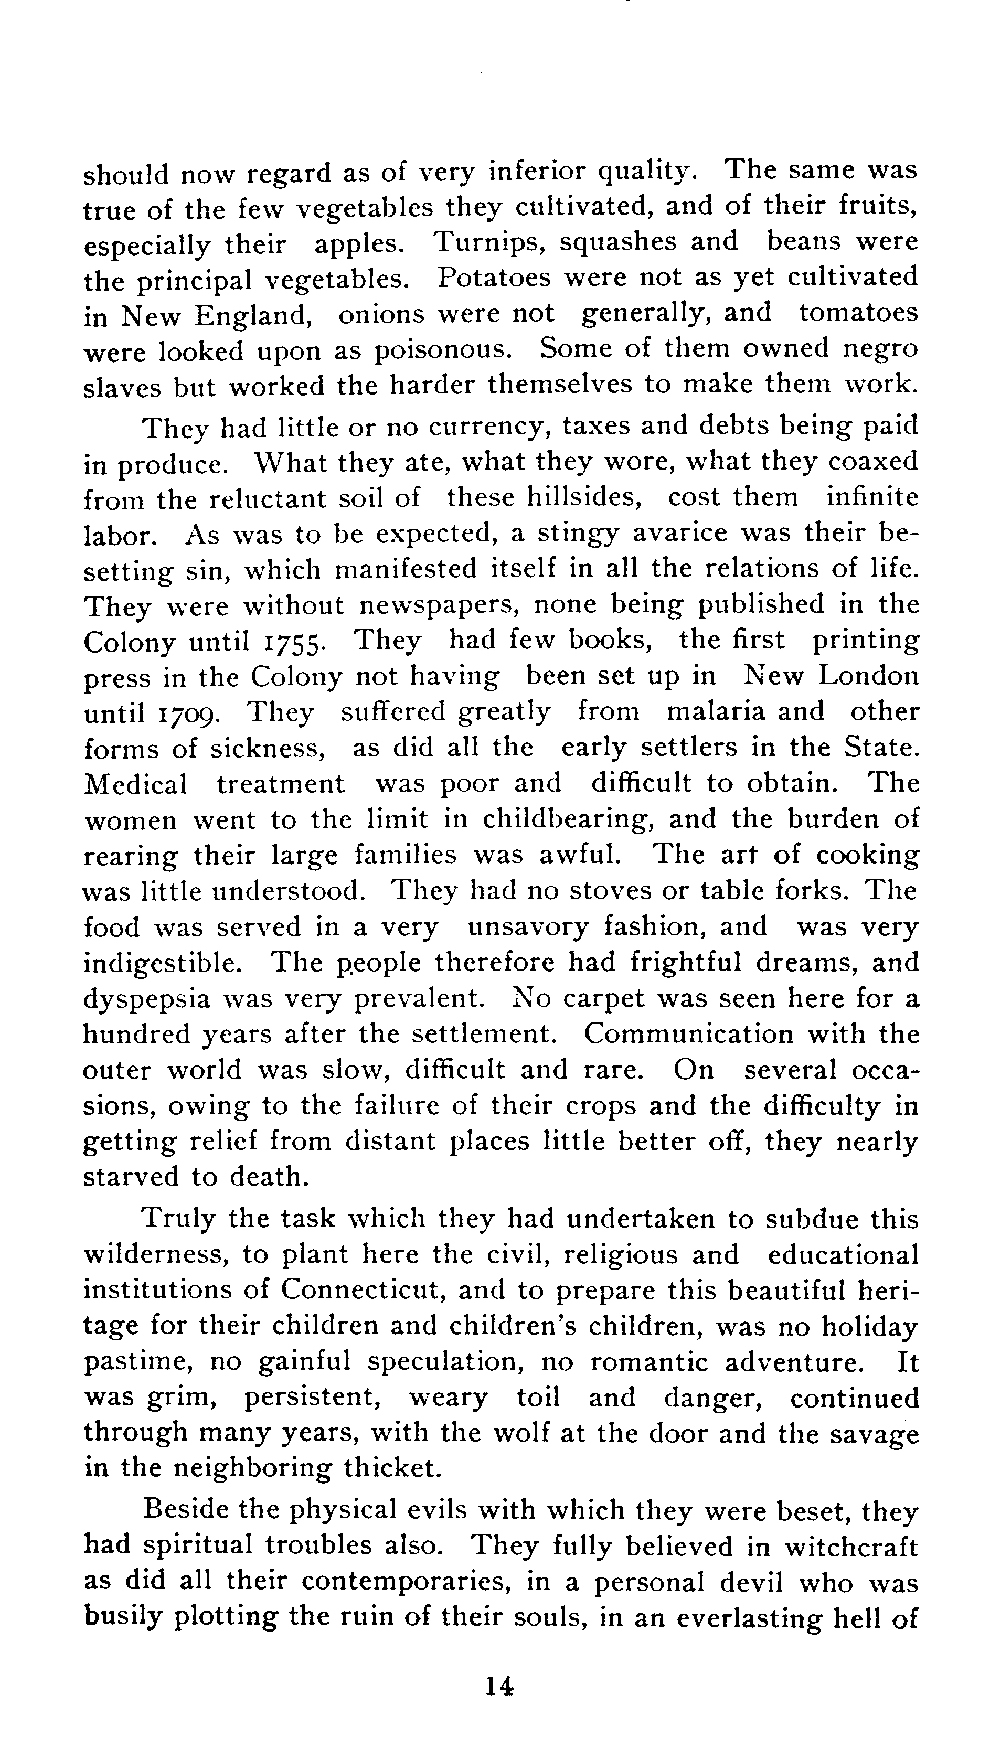 should now regard as of very inferior quality. The same was
true of the few vegetables they cultivated, and of their fruits,
especially their apples. Turnips, squashes and beans were
the principal vegetables. Potatoes were not as yet cultivated
in New England, onions were not generally, and tomatoes
were looked upon as poisonous. Some of them owned negro
slaves but worked the harder themselves to make them work.
They had little or no currency, taxes and debts being paid
in produce. What they ate, what they wore, what they coaxed
from the reluctant soil of these hillsides, cost them infinite
labor. As was to be expected, a stingy avarice was their be-
setting sin, which manifested itself in all the relations of life.
They were without newspapers, none being published in the
Colony until 1755. They had few books, the first printing
press in the Colony not having been set up in New London
until 1709. They suffered greatly from malaria and other
forms of sickness, as did all the early settlers in the State.
Medical treatment was poor and difficult to obtain. The
women went to the limit in childbearing, and the burden of
rearing their large families was awful. The art of cooking
was little understood. They had no stoves or table forks. The
food was served in a very unsavory fashion, and was very
indigestible. The people therefore had frightful dreams, and
dyspepsia was very prevalent. No carpet was seen here for a
hundred years after the settlement. Communication with the
outer world was slow, difficult and rare. On several occa-
sions, owing to the failure of their crops and the difficulty in
getting relief from distant places little better off, they nearly
starved to death.
Truly the task which they had undertaken to subdue this
wilderness, to plant here the civil, religious and educational
institutions of Connecticut, and to prepare this beautiful heri-
tage for their children and children's children, was no holiday
pastime, no gainful speculation, no romantic adventure. It
was grim, persistent, weary toil and danger, continued
through many years, with the wolf at the door and the savage
in the neighboring thicket.
Beside the physical evils with which they were beset, they
had spiritual troubles also. They fully believed in witchcraft
as did all their contemporaries, in a personal devil who was
busily plotting the ruin of their souls, in an everlasting hell of
14